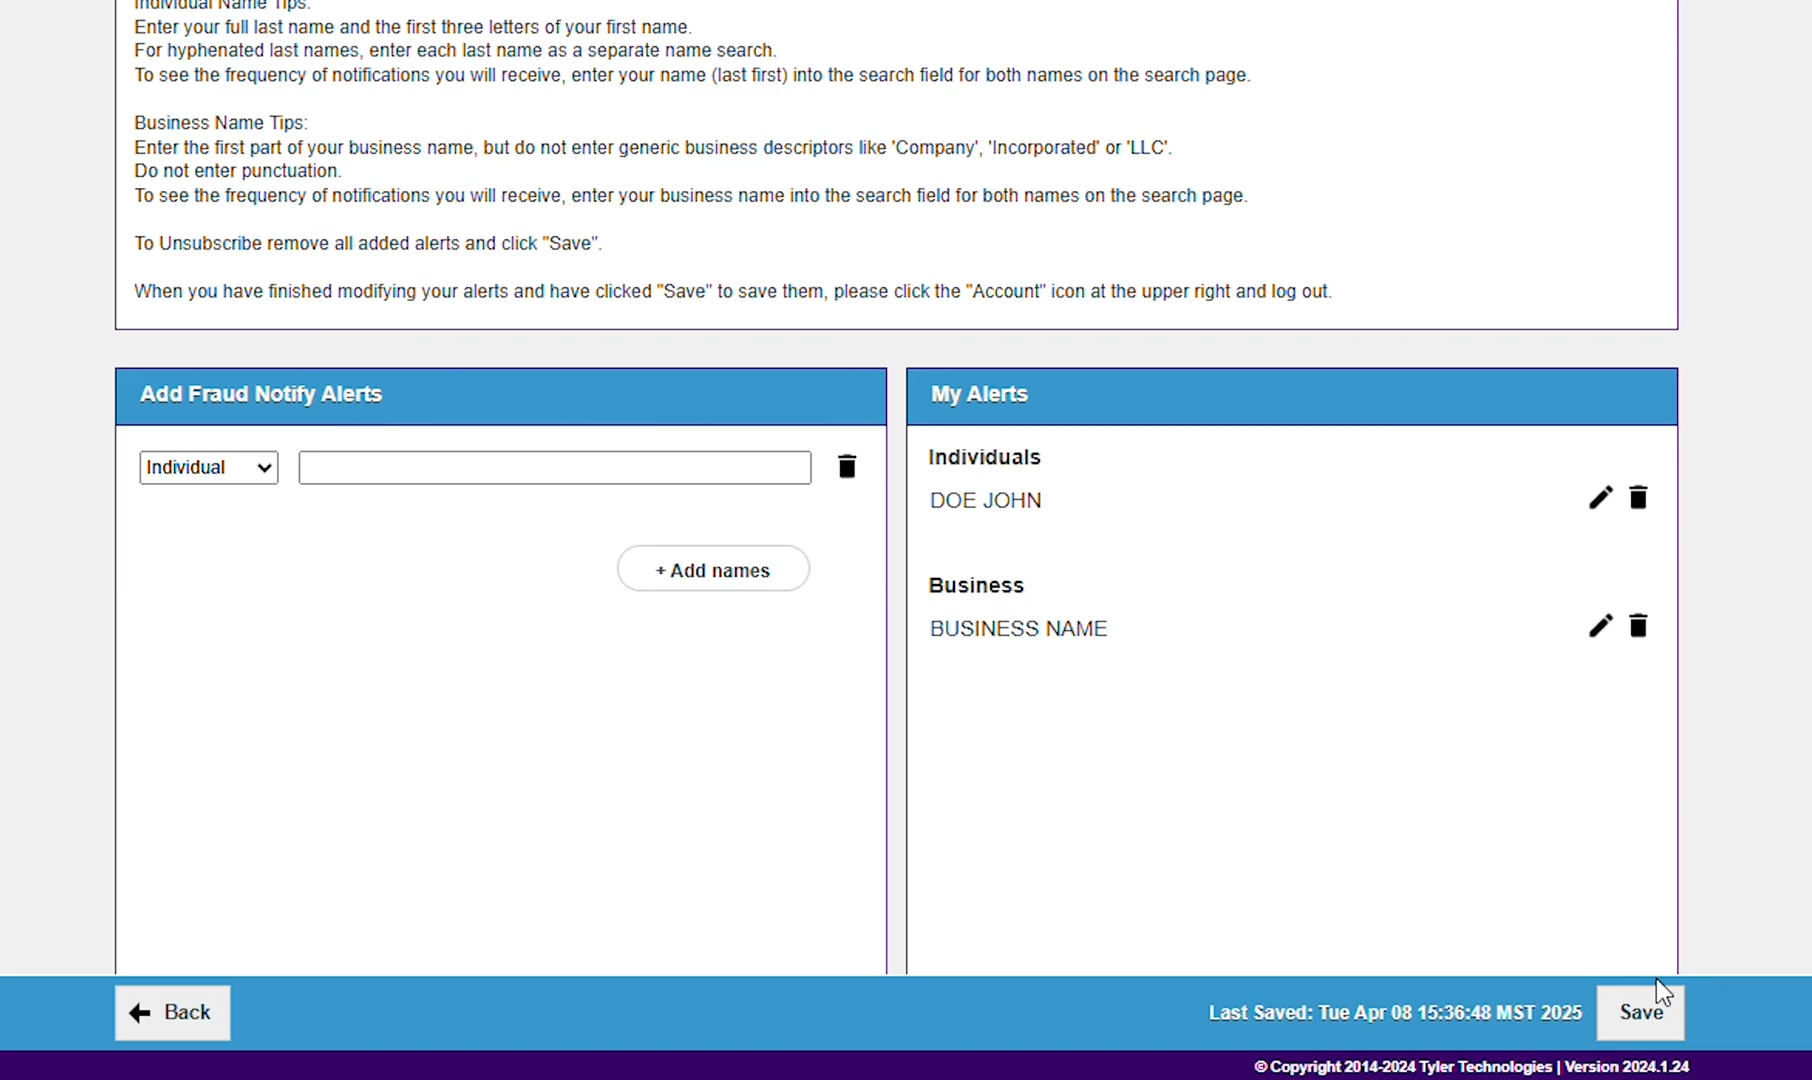 Individual Name Tips:
Enter your full last name and the first three letters of your first name.
For hyphenated last names, enter each last name as a separate name search.
To see the frequency of notifications you will receive, enter your name (last first) into the search field for both names on the search page.
Business Name Tips:
Enter the first part of your business name, but do not enter generic business descriptors like 'Company', 'Incorporated' or 'LLC'.
Do not enter punctuation.
To see the frequency of notifications you will receive, enter your business name into the search field for both names on the search page.
To Unsubscribe remove all added alerts and click "Save".
When you have finished modifying your alerts and have clicked "Save" to save them, please click the "Account" icon at the upper right and log out.
Add Fraud Notify Alerts
Individual
+ Add names
My Alerts
Individuals
DOE JOHN
Business
BUSINESS NAME
Back
Last Saved: Tue Apr 08 15:36:48 MST 2025
Save
© Copyright 2014-2024 Tyler Technologies | Version 2024.1.24